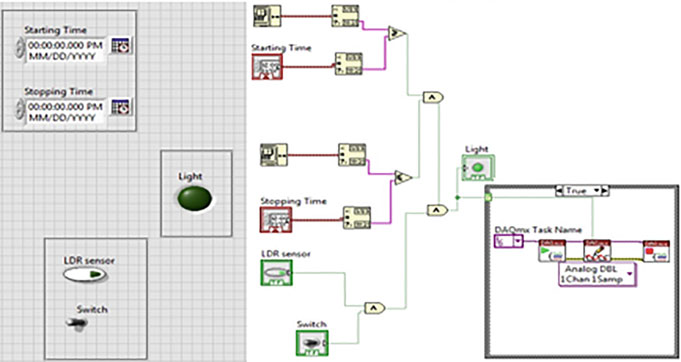 Starting Time
00:00:00.000 PM
MM/DD/YYYY
Stopping Time
00:00:00.000 PM
MM/DD/YYYY
Light
LDR sensor
Switch
Starting Time
Stopping Time
LDR sensor
Switch
Light
True
DAQmx Task Name
Analog DBL
1Chan 1Samp